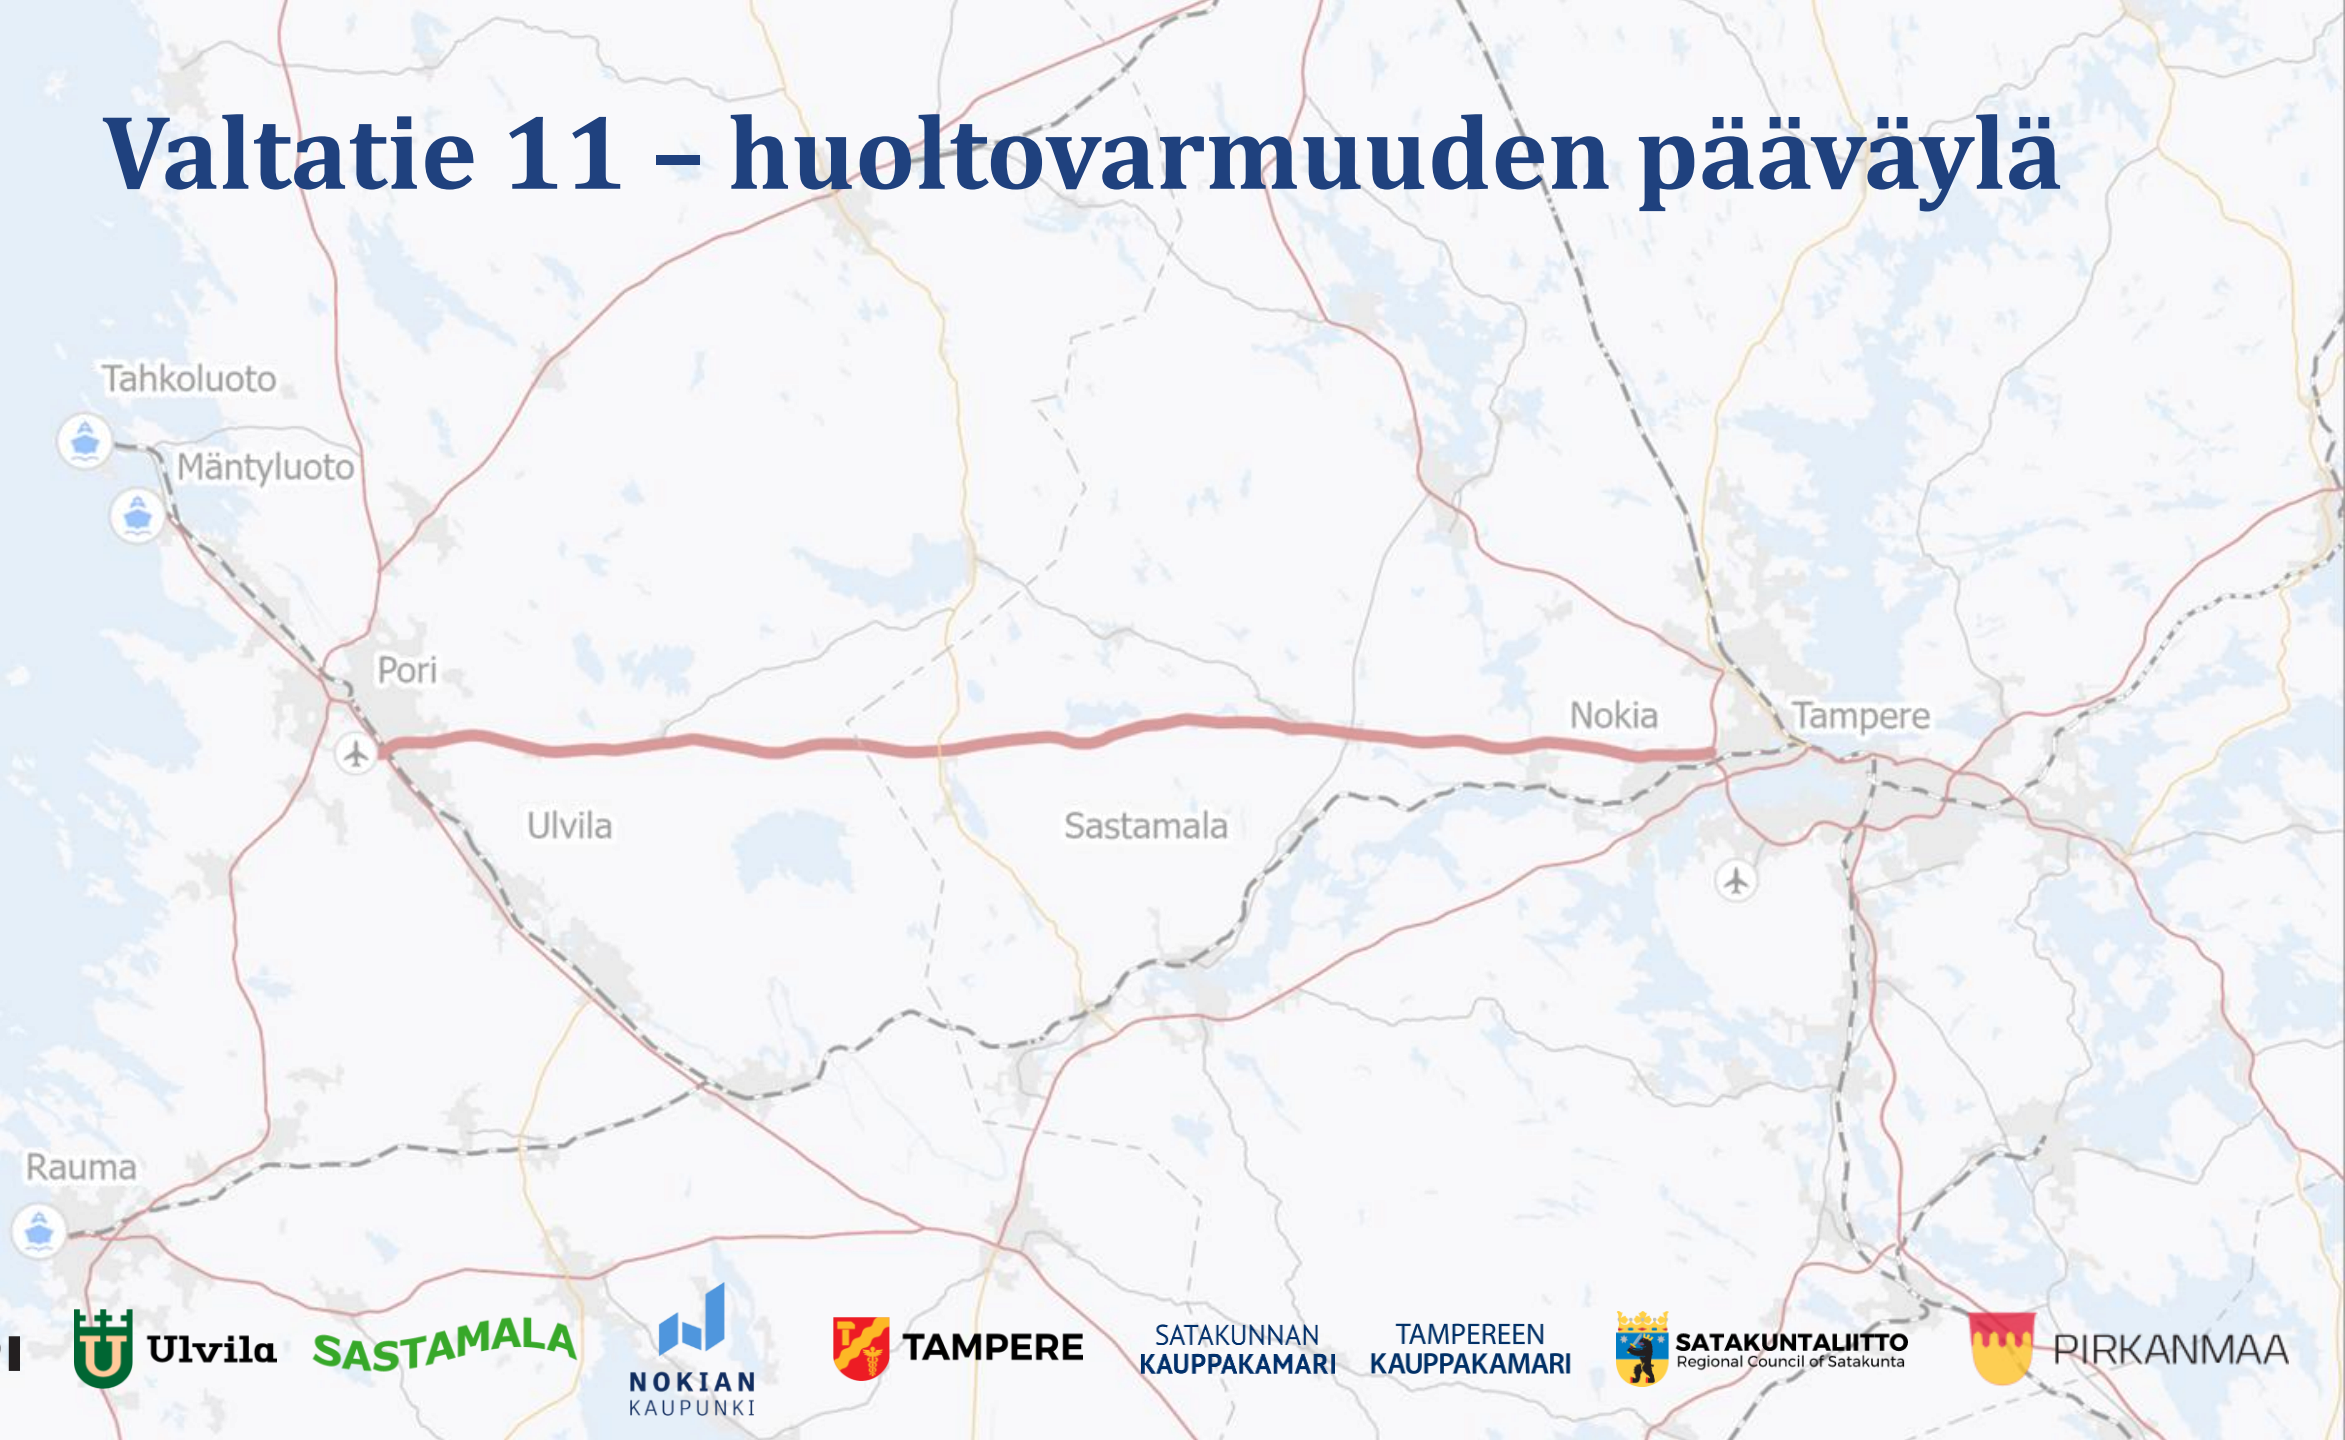 Valtatie 11 – huoltovarmuuden pääväylä
Tahkoluoto
Mäntyluoto
Pori
Nokia
Tampere
Ulvila
Sastamala
Rauma
I
Ulvila
SASTAMALA
NOKIAN
KAUPUNKI
TAMPERE
SATAKUNNAN
KAUPPAKAMARI
TAMPEREEN
KAUPPAKAMARI
SATAKUNTALIITTO
Regional Council of Satakunta
PIRKANMAA